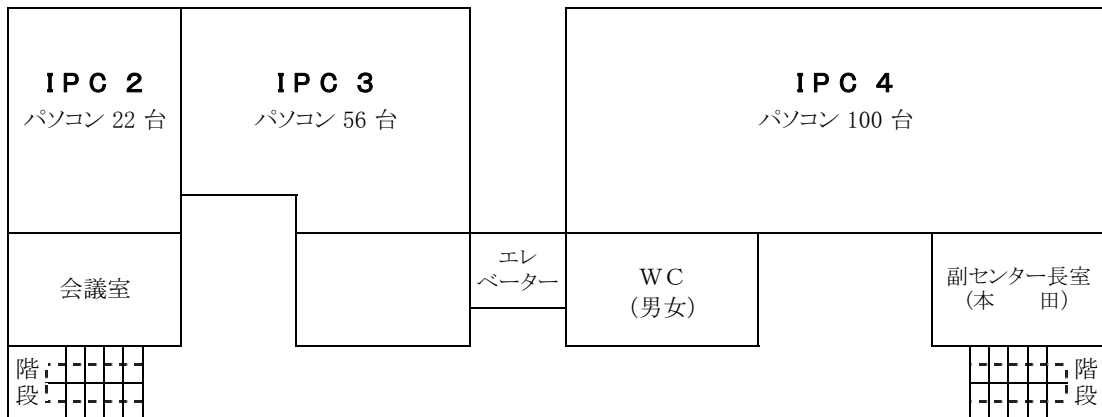 IPC 2
パソコン 22 台
IPC 3
パソコン 56 台
IPC 4
パソコン 100 台
会議室
エレ
ベーター
WC
(男女)
副センター長室
(本　　田)
階
段
階
段